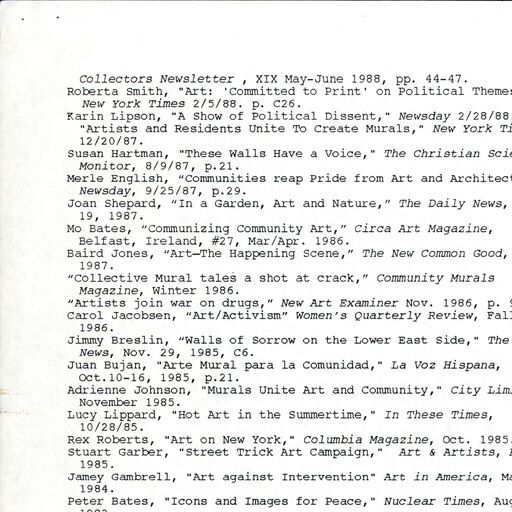 Collectors Newsletter , XIX May-June 1988, pp. 44-47.
Roberta Smith, "Art: 'Committed to Print' on Political Themes
New York Times 2/5/88. p. C26.
Karin Lipson, "A Show of Political Dissent," Newsday 2/28/88
"Artists and Residents Unite To Create Murals," New York Ti
12/20/87.
Susan Hartman, "These Walls Have a Voice," The Christian Scie
Monitor, 8/9/87, p.21.
Merle English, "Communities reap Pride from Art and Architect
Newsday, 9/25/87, p.29.
Joan Shepard, "In a Garden, Art and Nature," The Daily News,
19, 1987.
Mo Bates, "Communizing Community Art," Circa Art Magazine,
Belfast, Ireland, #27, Mar/Apr. 1986.
Baird Jones, "Art—The Happening Scene," The New Common Good,
1987.
"Collective Mural tales a shot at crack," Community Murals
Magazine, Winter 1986.
"Artists join war on drugs," New Art Examiner Nov. 1986, p. 9
Carol Jacobsen, "Art/Activism" Women's Quarterly Review, Fall
1986.
Jimmy Breslin, "Walls of Sorrow on the Lower East Side," The
News, Nov. 29, 1985, C6.
Juan Bujan, "Arte Mural para la Comunidad," La Voz Hispana,
Oct.10-16, 1985, p.21.
Adrienne Johnson, "Murals Unite Art and Community," City Lim
November 1985.
Lucy Lippard, "Hot Art in the Summertime," In These Times,
10/28/85.
Rex Roberts, "Art on New York," Columbia Magazine, Oct. 1985.
Stuart Garber, "Street Trick Art Campaign," Art & Artists,
1985.
Jamey Gambrell, "Art against Intervention" Art in America, Ma
1984.
Peter Bates, "Icons and Images for Peace," Nuclear Times, Aug